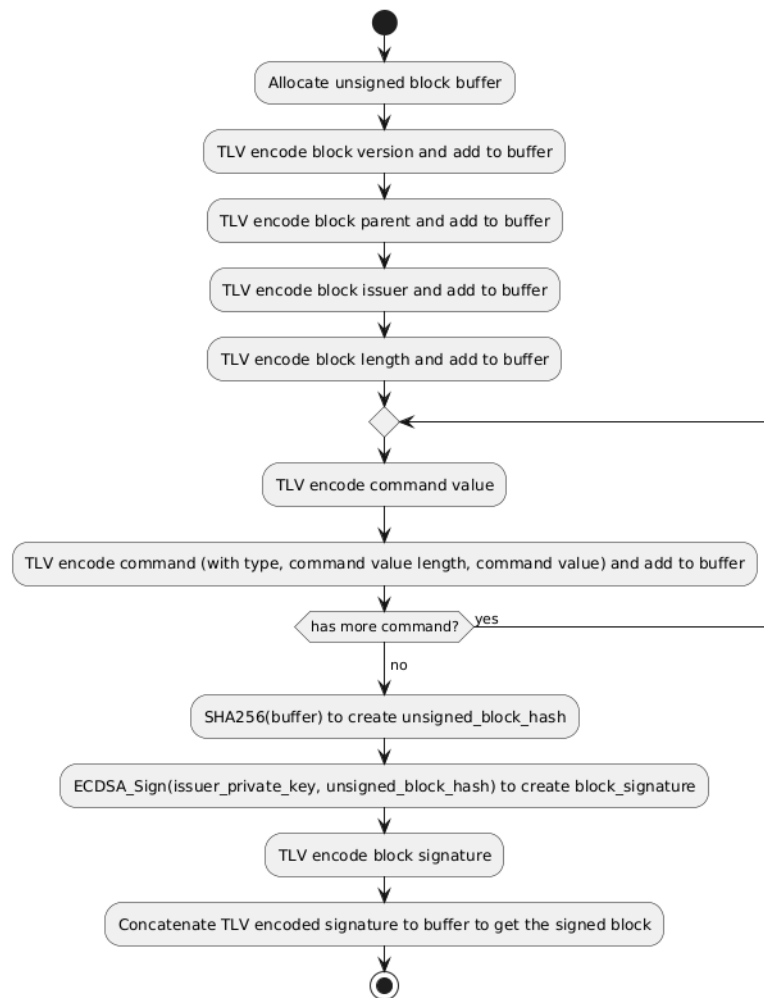 Allocate unsigned block buffer
TLV encode block version and add to buffer
TLV encode block parent and add to buffer
TLV encode block issuer and add to buffer
TLV encode block length and add to buffer
TLV encode command value
TLV encode command (with type, command value length, command value) and add to buffer
has more command?
yes
no
SHA256(buffer) to create unsigned_block_hash
ECDSA_Sign(issuer_private_key, unsigned_block_hash) to create block_signature
TLV encode block signature
Concatenate TLV encoded signature to buffer to get the signed block